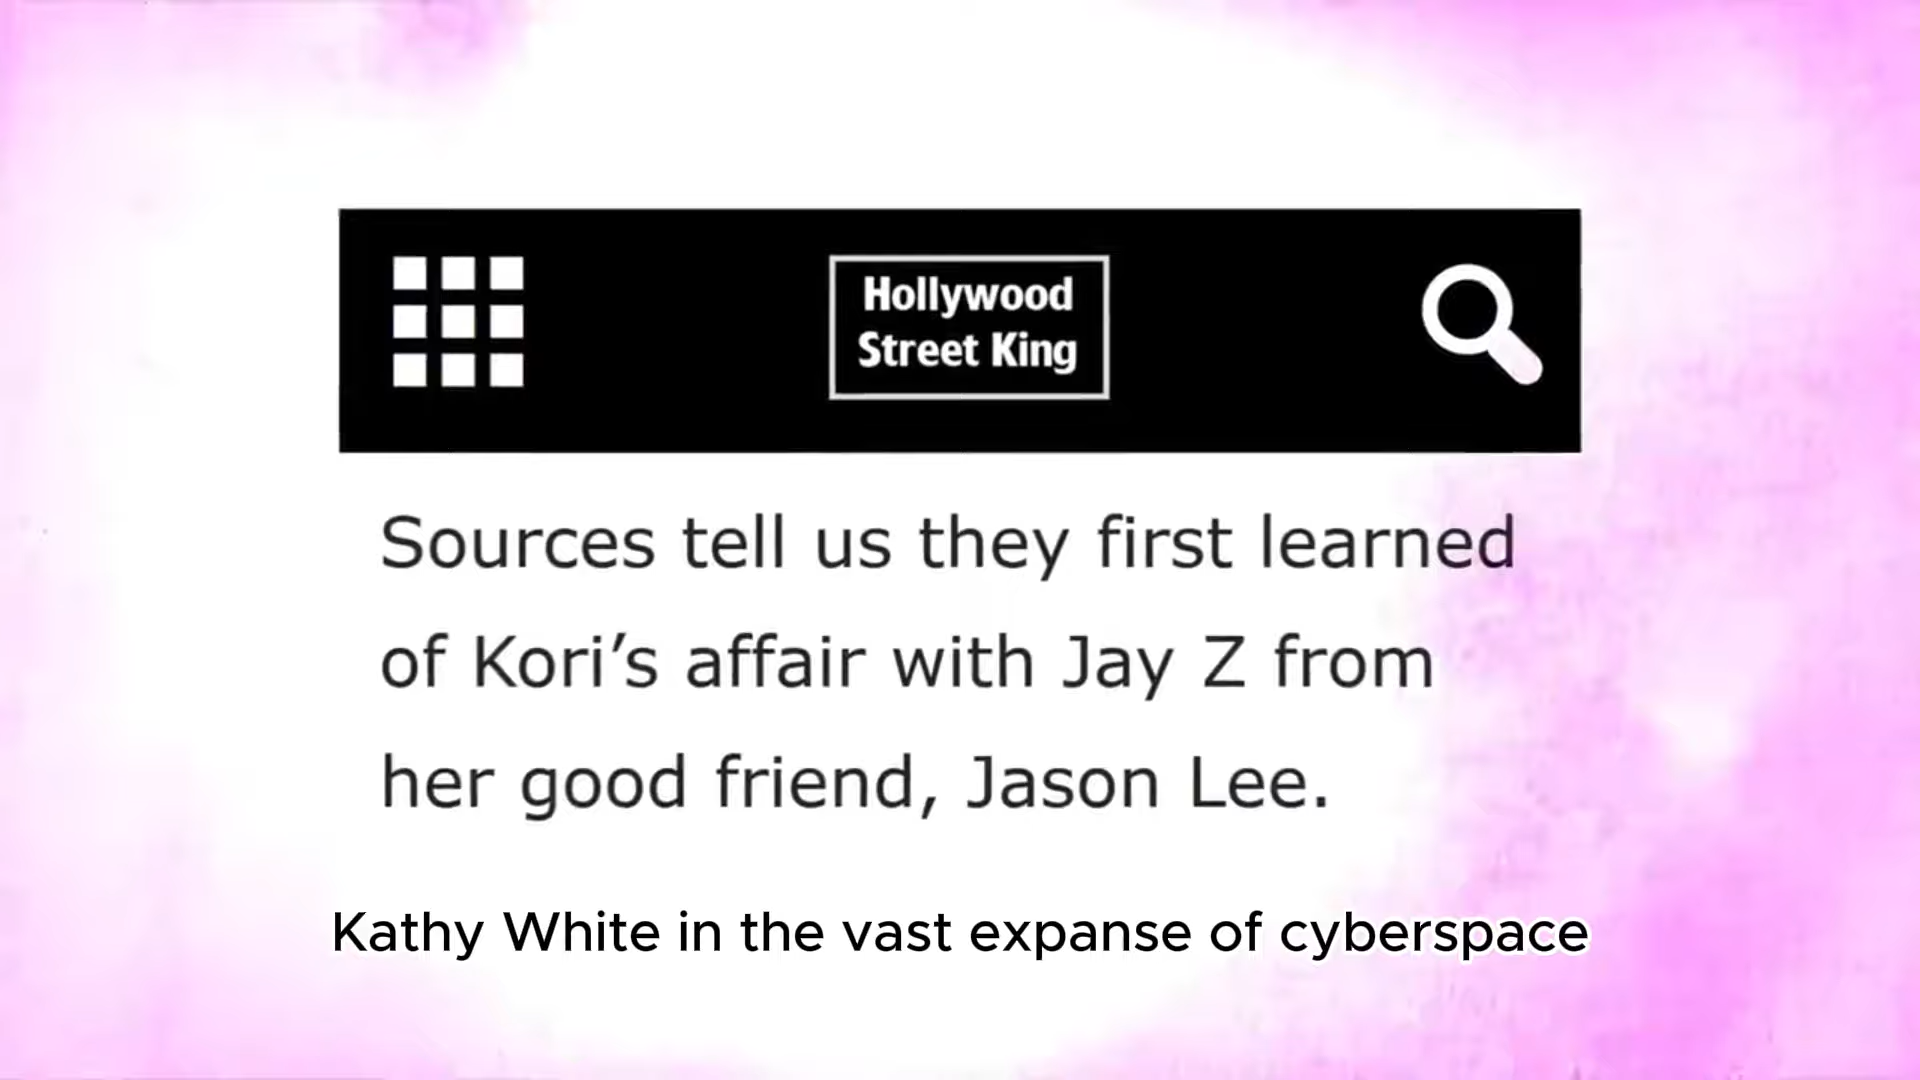 Hollywood
Street King
Sources tell us they first learned
of Kori’s affair with Jay Z from
her good friend, Jason Lee.
Kathy White in the vast expanse of cyberspace